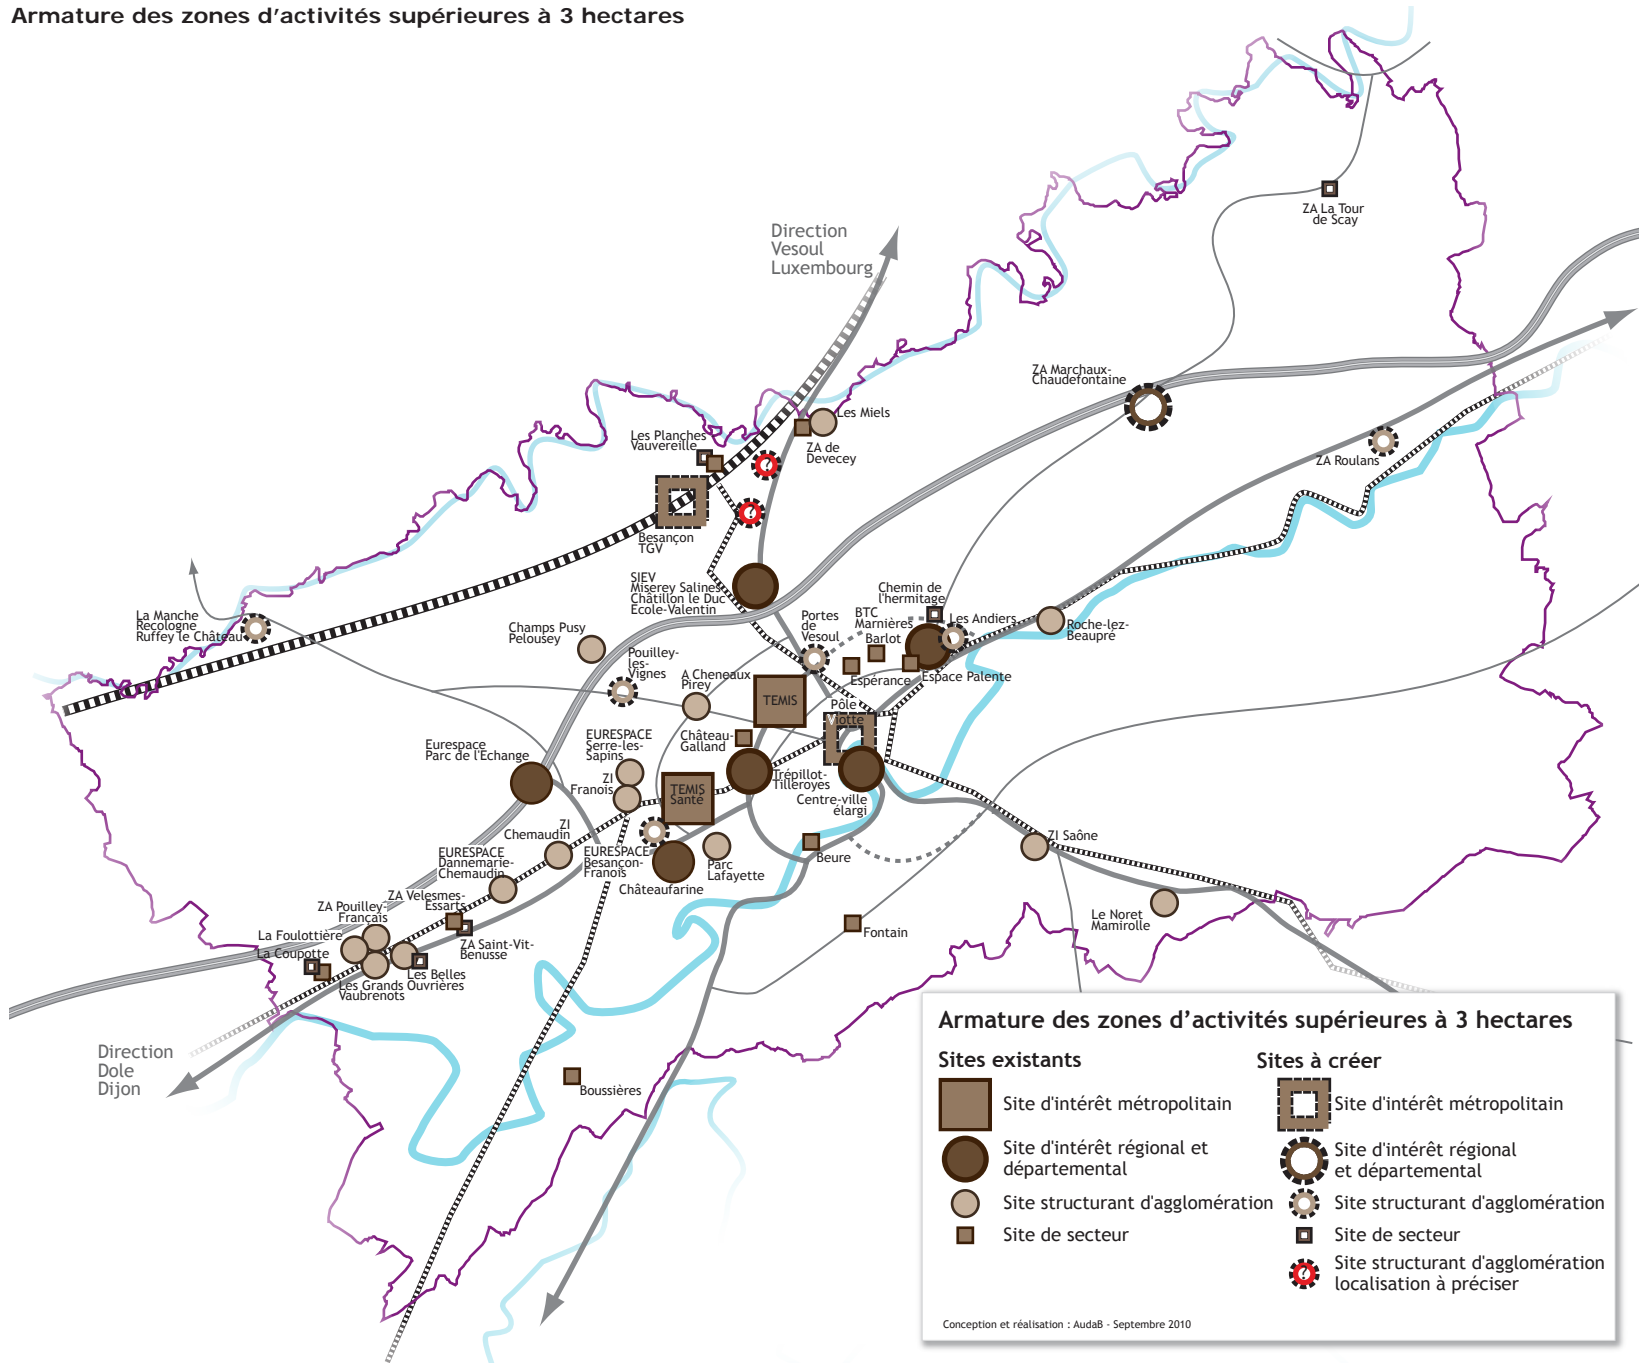 Armature des zones d'activités supérieures à 3 hectares
ZA La Tour
de Scay
Direction
Vesoul
Luxembourg
ZA Marchaux-
Chaudefontaine
Les Miels
ZA de
Devecey
Les Planches
Vauvereille
?
?
ZA Roulans
Besançon
TGV
SIEV
Miserey Salines
Châtillon le Duc
Ecole-Valentin
La Manche
Recologne
Ruffey le Château
Champs Pusy
Pelousey
Pouilley-
les-
Vignes
Portes
de
Vesoul
BTC
Marnières
Barlot
Chemin de
l'hermitage
Les Andiers
Roche-lez-
Beaupré
Espérance
Espace Palente
A Cheneaux
Pirey
TEMIS
Pôle
Viotte
Château-
Galland
EURESPACE
Serre-les-
Sapins
Eurespace
Parc de l'Echange
ZI
Franois
TEMIS
Santé
Trépillot-
Tilleroyes
Centre-ville
élargi
ZI
Chemaudin
EURESPACE
Dannemarie-
Chemaudin
EURESPACE
Besançon-
Franois
Châteaufarine
Parc
Lafayette
Beure
ZI Saône
Le Noret
Mamirolle
ZA Velesmes-
Essarts
ZA Pouilley-
Français
La Foulottière
La Coupotte
ZA Saint-Vit-
Benusse
Les Belles
Ouvrières
Les Grands
Vaubrenots
Fontain
Boussières
Direction
Dole
Dijon
Armature des zones d'activités supérieures à 3 hectares
Sites existants
Site d'intérêt métropolitain
Site d'intérêt régional et
départemental
Site structurant d'agglomération
Site de secteur
Sites à créer
Site d'intérêt métropolitain
Site d'intérêt régional
et départemental
Site structurant d'agglomération
Site de secteur
?
Site structurant d'agglomération
localisation à préciser
Conception et réalisation : AudaB - Septembre 2010